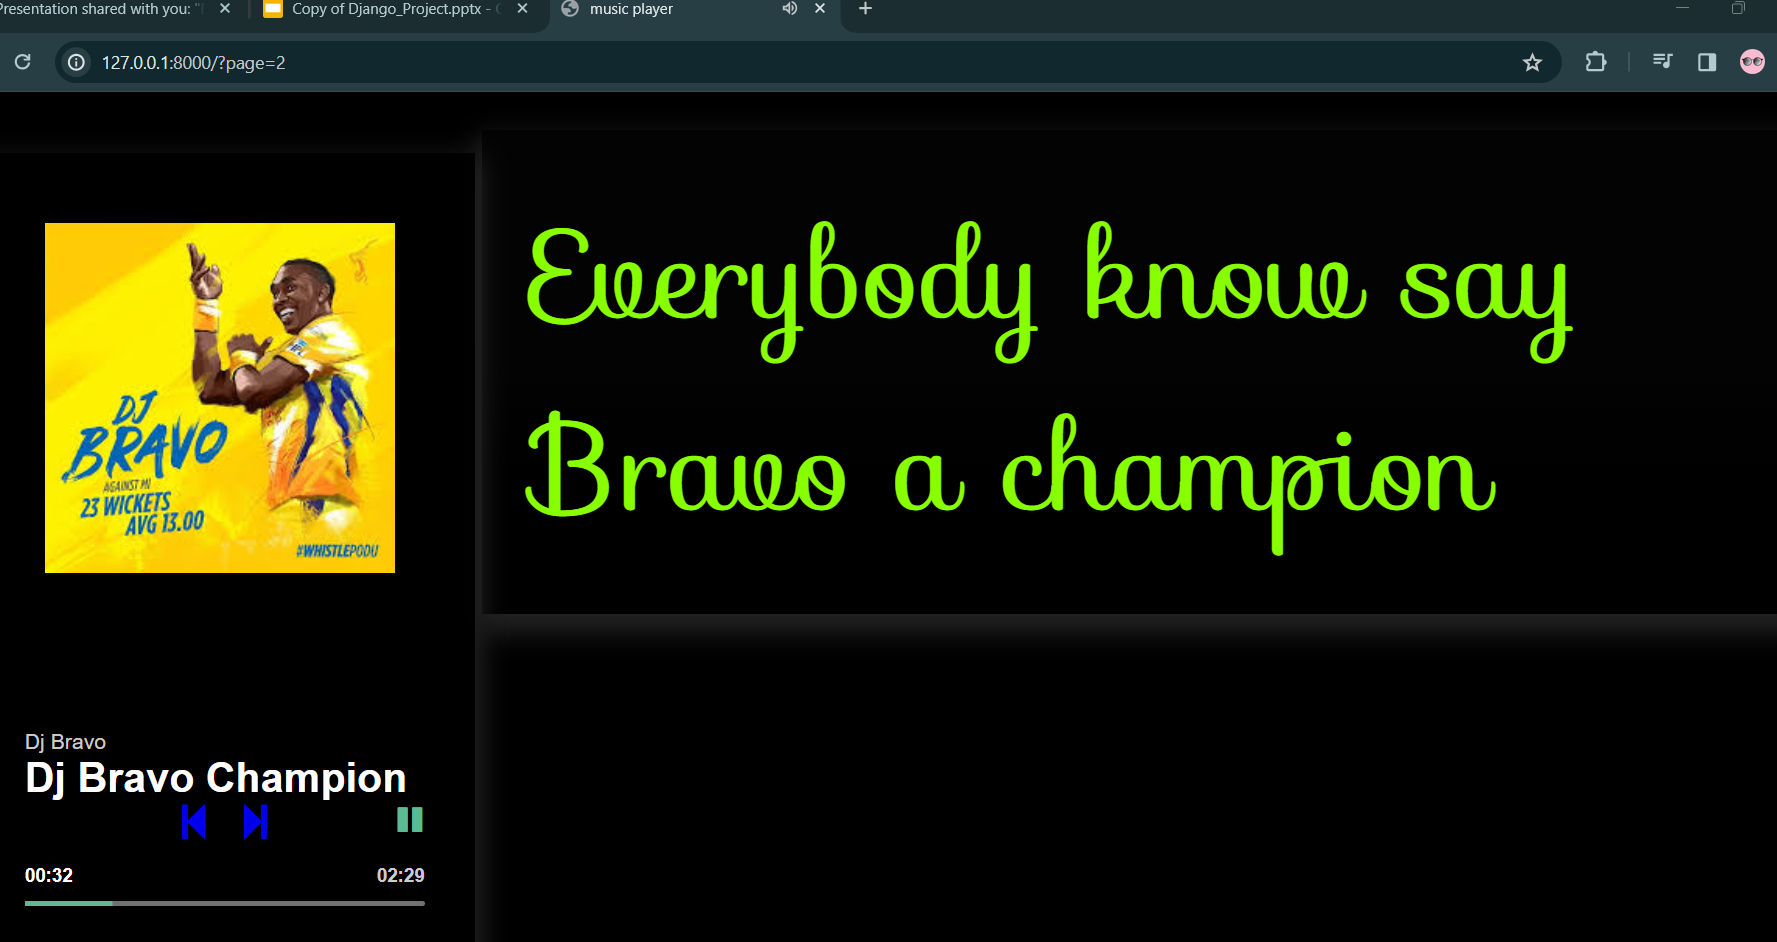 Presentation shared with you: "
Copy of Django_Project.pptx -
music player
127.0.0.1:8000/?page=2
DJ
BRAVO
AGAINST MI
23 WICKETS
AVG 13.00
#WHISTLEPODU
Everybody know say
Bravo a champion
Dj Bravo
Dj Bravo Champion
00:32
02:29